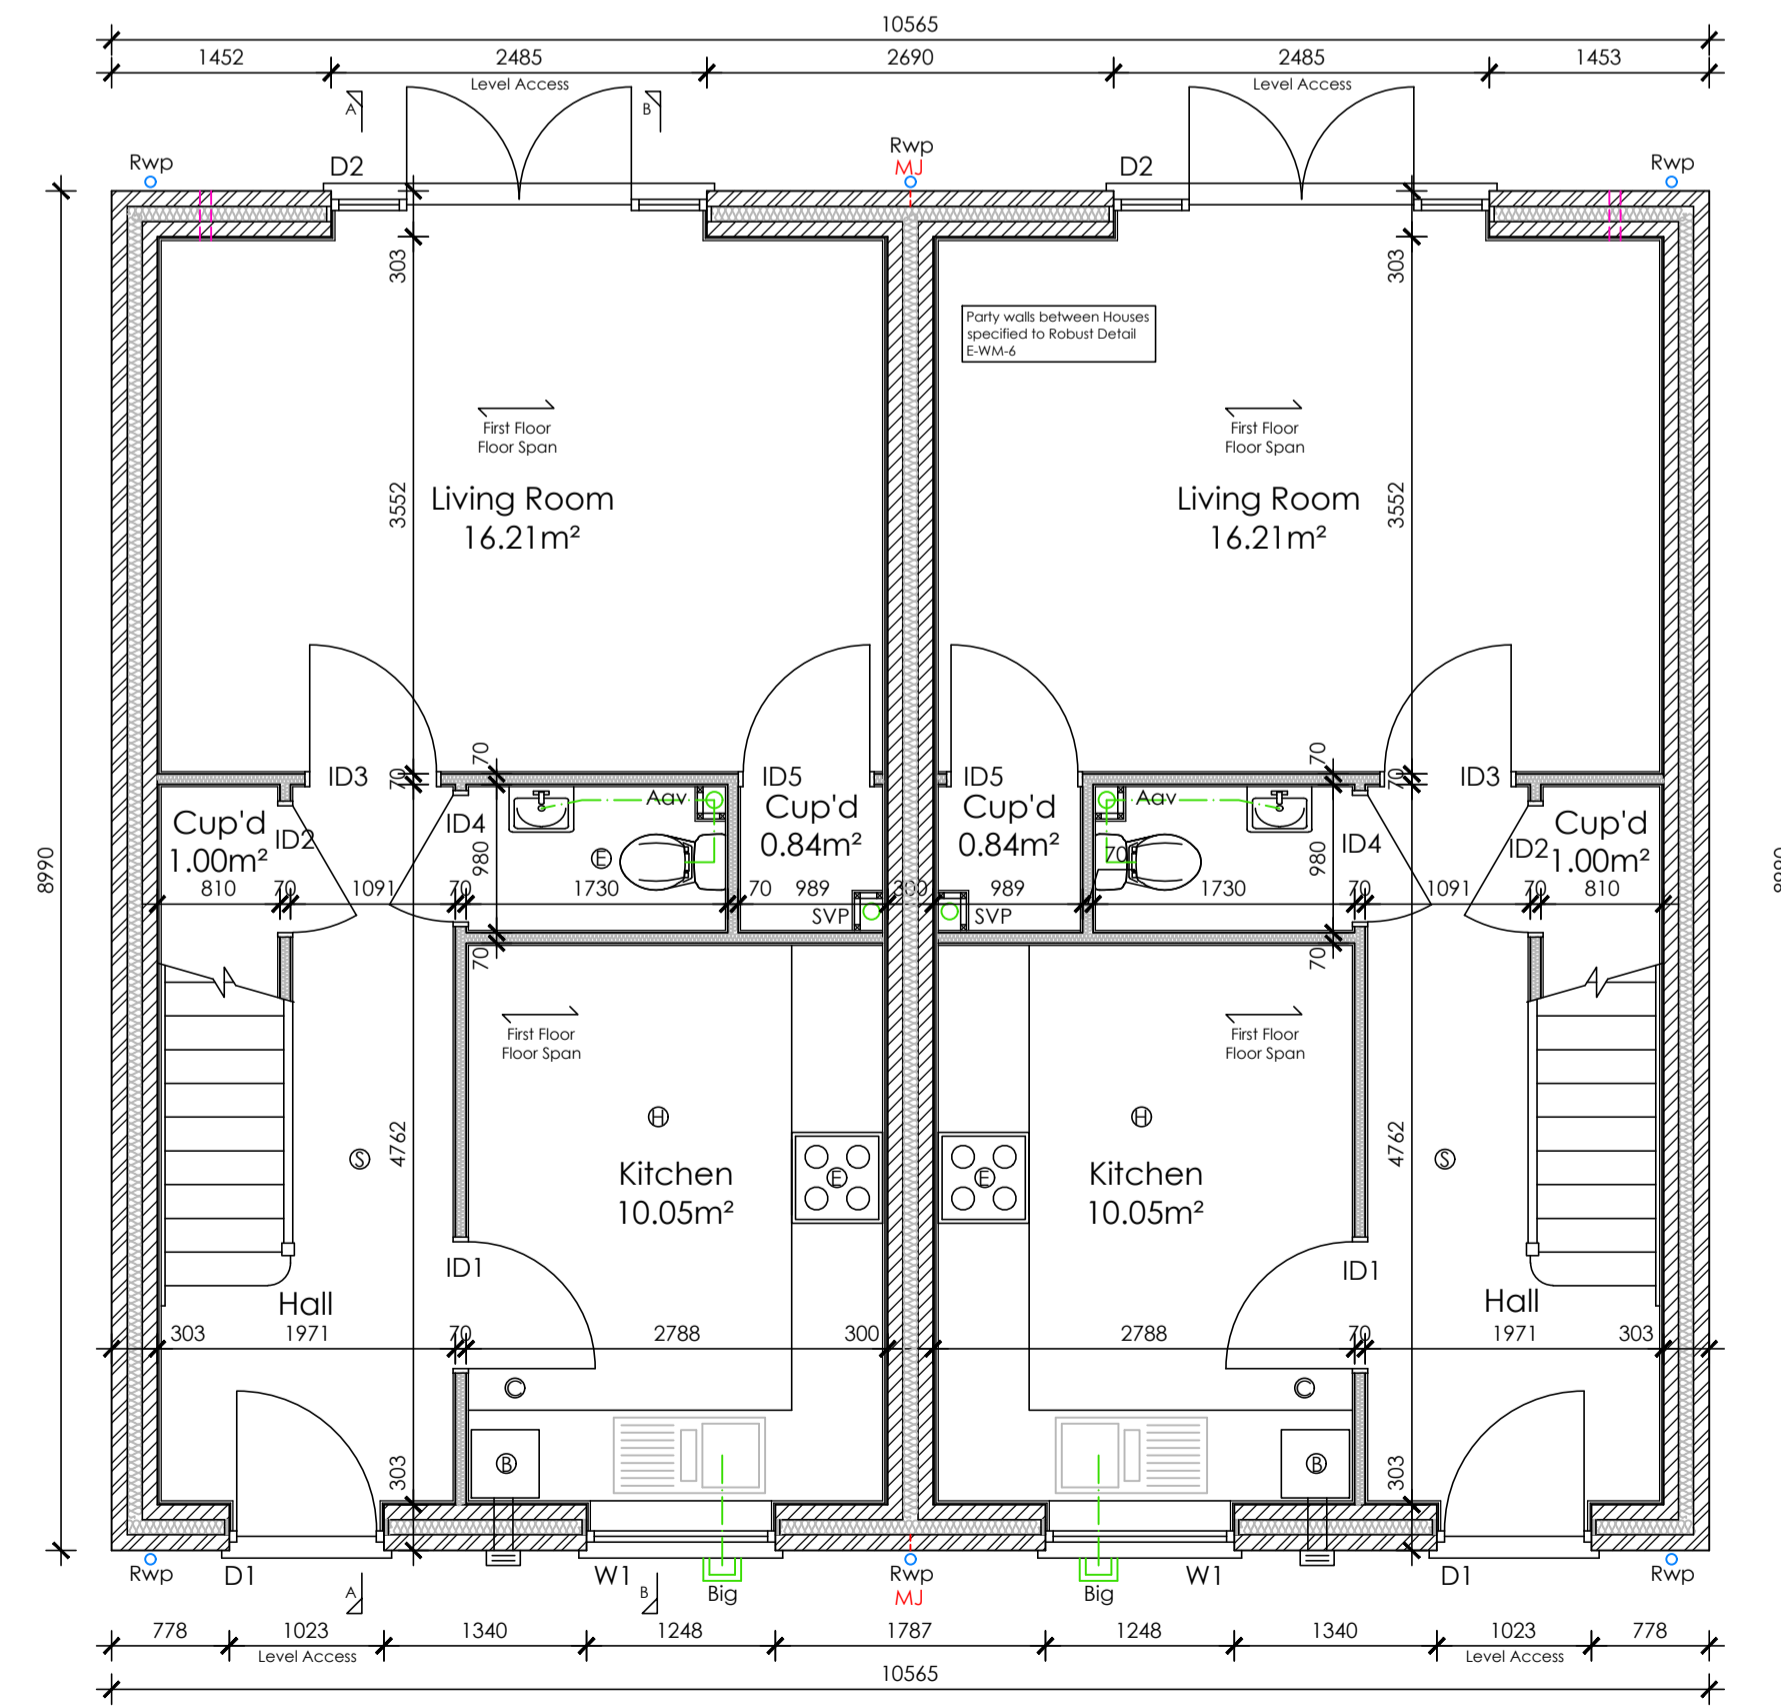 10565
1452 2485 2690 2485 1453
Level Access Level Access
A B
Rwp D2 Rwp D2 Rwp
MJ
303 303
Party walls between Houses
specified to Robust Detail
E-WM-6
First Floor First Floor
Floor Span Floor Span
3552 3552
Living Room Living Room
16.21m² 16.21m²
8990 8990
70 70 70 70
ID3 ID5 ID5 ID3
Aav Aav
Cup'd Cup'd Cup'd Cup'd
1.00m² 0.84m² 0.84m² 1.00m²
ID2 ID4 ID4 ID2
980 E 70 980
810 70 1091 70 1730 70 989 300 989 1730 70 1091 70 810
SVP SVP
70 70
First Floor First Floor
Floor Span Floor Span
H H
S 4762 4762 S
Kitchen E E Kitchen
10.05m² 10.05m²
ID1 ID1
Hall Hall
303 1971 70 2788 300 2788 70 1971 303
C C
303 B B 303
Rwp D1 W1 Rwp W1 D1 Rwp
A B Big MJ Big
778 1023 1340 1248 1787 1248 1340 1023 778
Level Access Level Access
10565